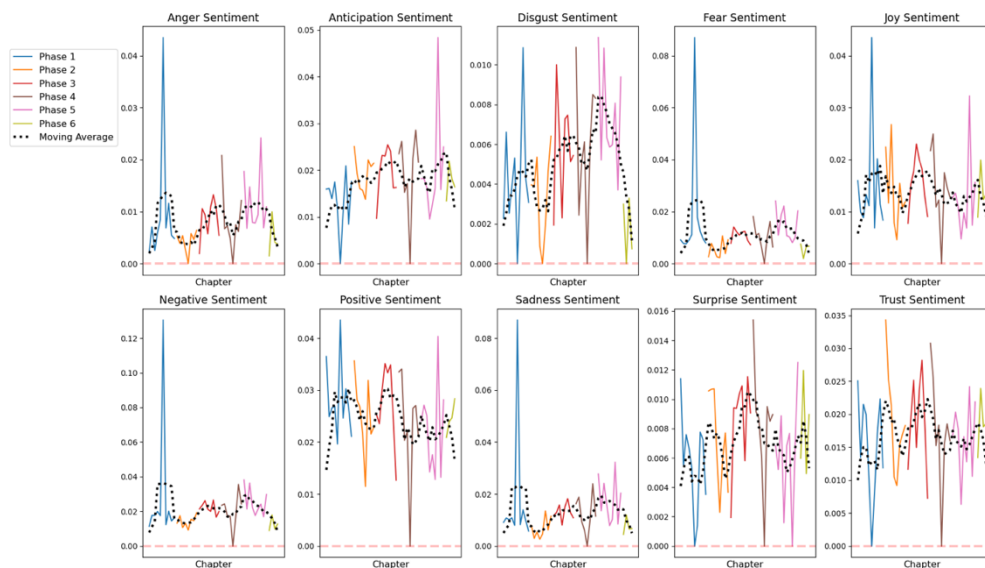 Anger Sentiment
Anticipation Sentiment
Disgust Sentiment
Fear Sentiment
Joy Sentiment
Phase 1
Phase 2
Phase 3
Phase 4
Phase 5
Phase 6
Moving Average
0.04
0.03
0.02
0.01
0.00
Chapter
0.05
0.04
0.03
0.02
0.01
0.00
Chapter
0.010
0.008
0.006
0.004
0.002
0.000
Chapter
0.08
0.06
0.04
0.02
0.00
Chapter
0.04
0.03
0.02
0.01
0.00
Chapter
Negative Sentiment
Positive Sentiment
Sadness Sentiment
Surprise Sentiment
Trust Sentiment
0.12
0.10
0.08
0.06
0.04
0.02
0.00
Chapter
0.04
0.03
0.02
0.01
0.00
Chapter
0.08
0.06
0.04
0.02
0.00
Chapter
0.016
0.014
0.012
0.010
0.008
0.006
0.004
0.002
0.000
Chapter
0.035
0.030
0.025
0.020
0.015
0.010
0.005
0.000
Chapter